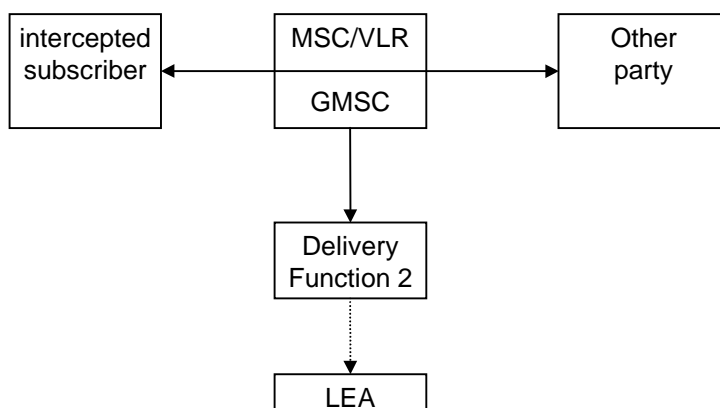 intercepted
subscriber
MSC/VLR
GMSC
Other
party
Delivery
Function 2
LEA